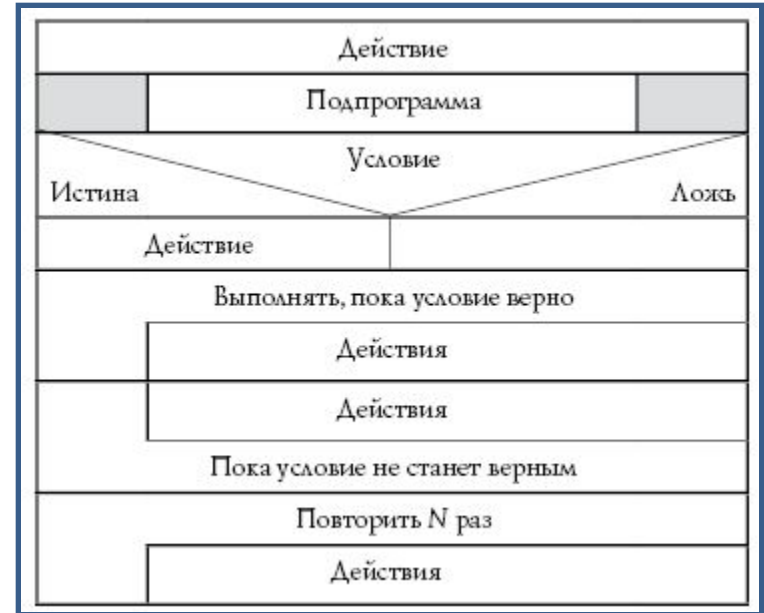 Действие
Подпрограмма
Условие
Истина Ложь
Действие
Выполнять, пока условие верно
Действия
Действия
Пока условие не станет верным
Повторить N раз
Действия